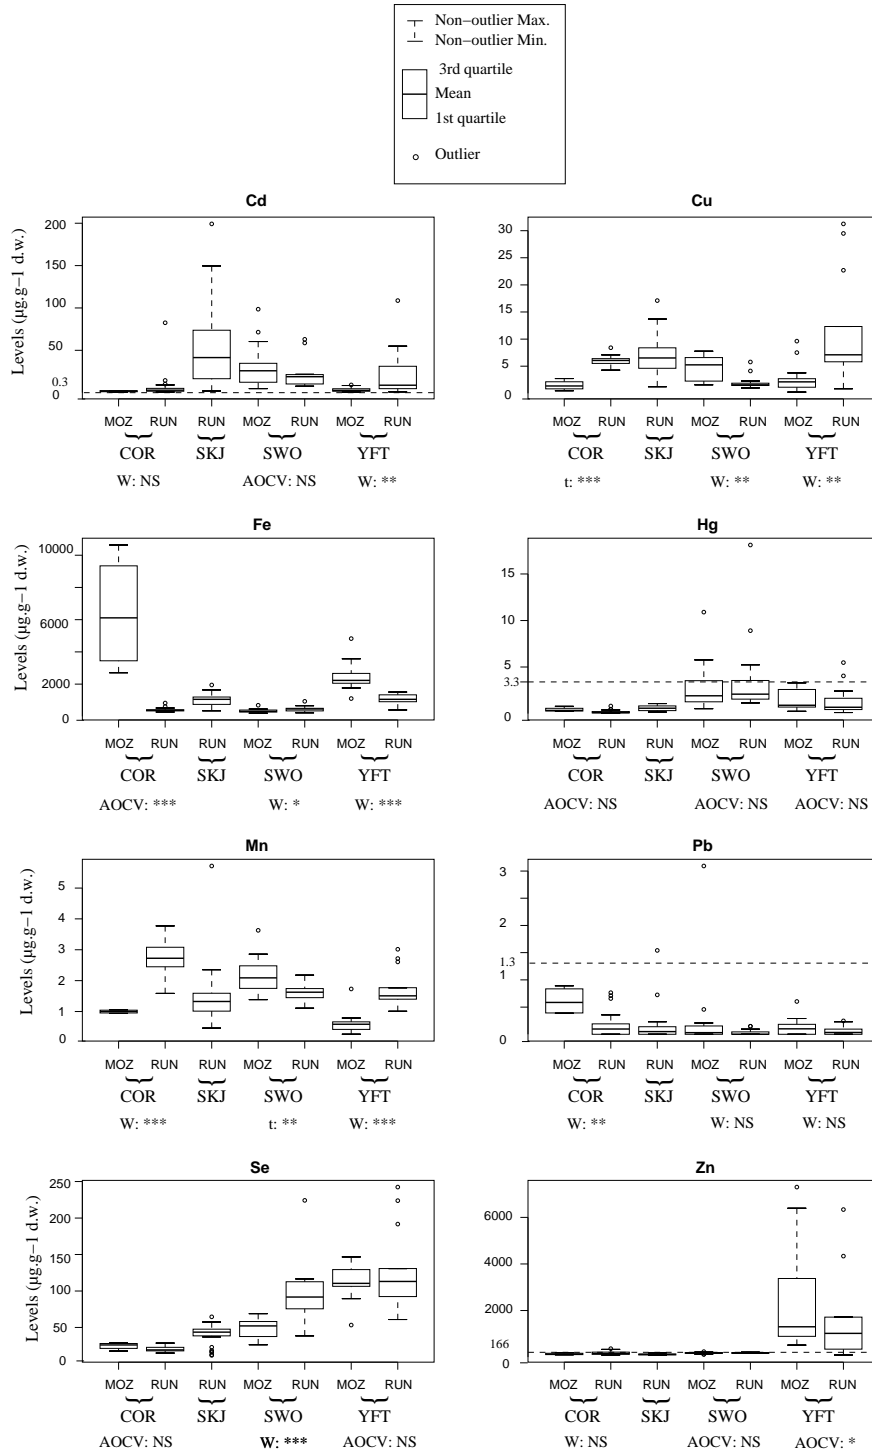 Non−outlier Max.
Non−outlier Min.
3rd quartile
Mean
1st quartile
Outlier
Cd
Levels (µg.g−1 d.w.)
200
150
100
50
0.3
0
MOZ RUN RUN MOZ RUN MOZ RUN
COR SKJ SWO YFT
W: NS AOCV: NS W: **
Cu
30
25
20
15
10
5
0
MOZ RUN RUN MOZ RUN MOZ RUN
COR SKJ SWO YFT
t: *** W: ** W: **
Fe
Levels (µg.g−1 d.w.)
10000
6000
2000
0
MOZ RUN RUN MOZ RUN MOZ RUN
COR SKJ SWO YFT
AOCV: *** W: * W: ***
Hg
15
10
5
3.3
0
MOZ RUN RUN MOZ RUN MOZ RUN
COR SKJ SWO YFT
AOCV: NS AOCV: NS AOCV: NS
Mn
Levels (µg.g−1 d.w.)
5
4
3
2
1
0
MOZ RUN RUN MOZ RUN MOZ RUN
COR SKJ SWO YFT
W: *** t: ** W: ***
Pb
3
2
1.3
1
0
MOZ RUN RUN MOZ RUN MOZ RUN
COR SKJ SWO YFT
W: ** W: NS W: NS
Se
Levels (µg.g−1 d.w.)
250
200
150
100
50
0
MOZ RUN RUN MOZ RUN MOZ RUN
COR SKJ SWO YFT
AOCV: NS W: *** AOCV: NS
Zn
6000
2000
166
0
MOZ RUN RUN MOZ RUN MOZ RUN
COR SKJ SWO YFT
W: NS AOCV: NS AOCV: *